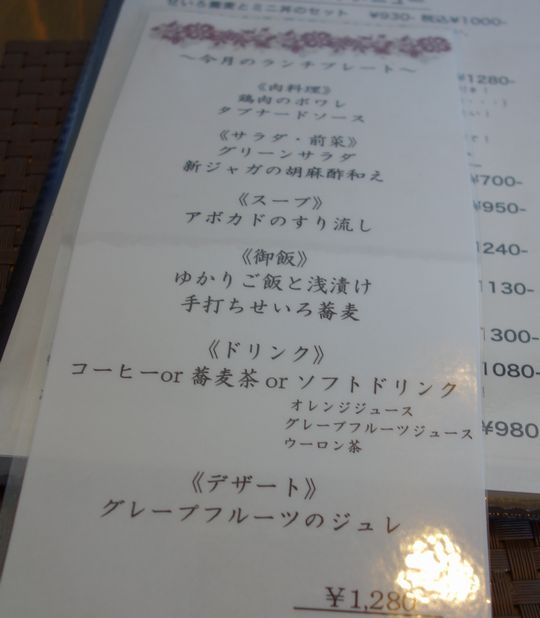 せいろ蕎麦とミニ丼のセット ¥930- 税込¥1000-
～今月のランチプレート～
《肉料理》
鶏肉のポワレ
タプナードソース
《サラダ・前菜》
グリーンサラダ
新ジャガの胡麻酢和え
《スープ》
アボカドのすり流し
《御飯》
ゆかりご飯と浅漬け
手打ちせいろ蕎麦
《ドリンク》
コーヒーor 蕎麦茶 or ソフトドリンク
オレンジジュース
グレープフルーツジュース
ウーロン茶
《デザート》
グレープフルーツのジュレ
￥1,280
¥1280-
¥700-
¥950-
1240-
1130-
1300-
1080-
¥980